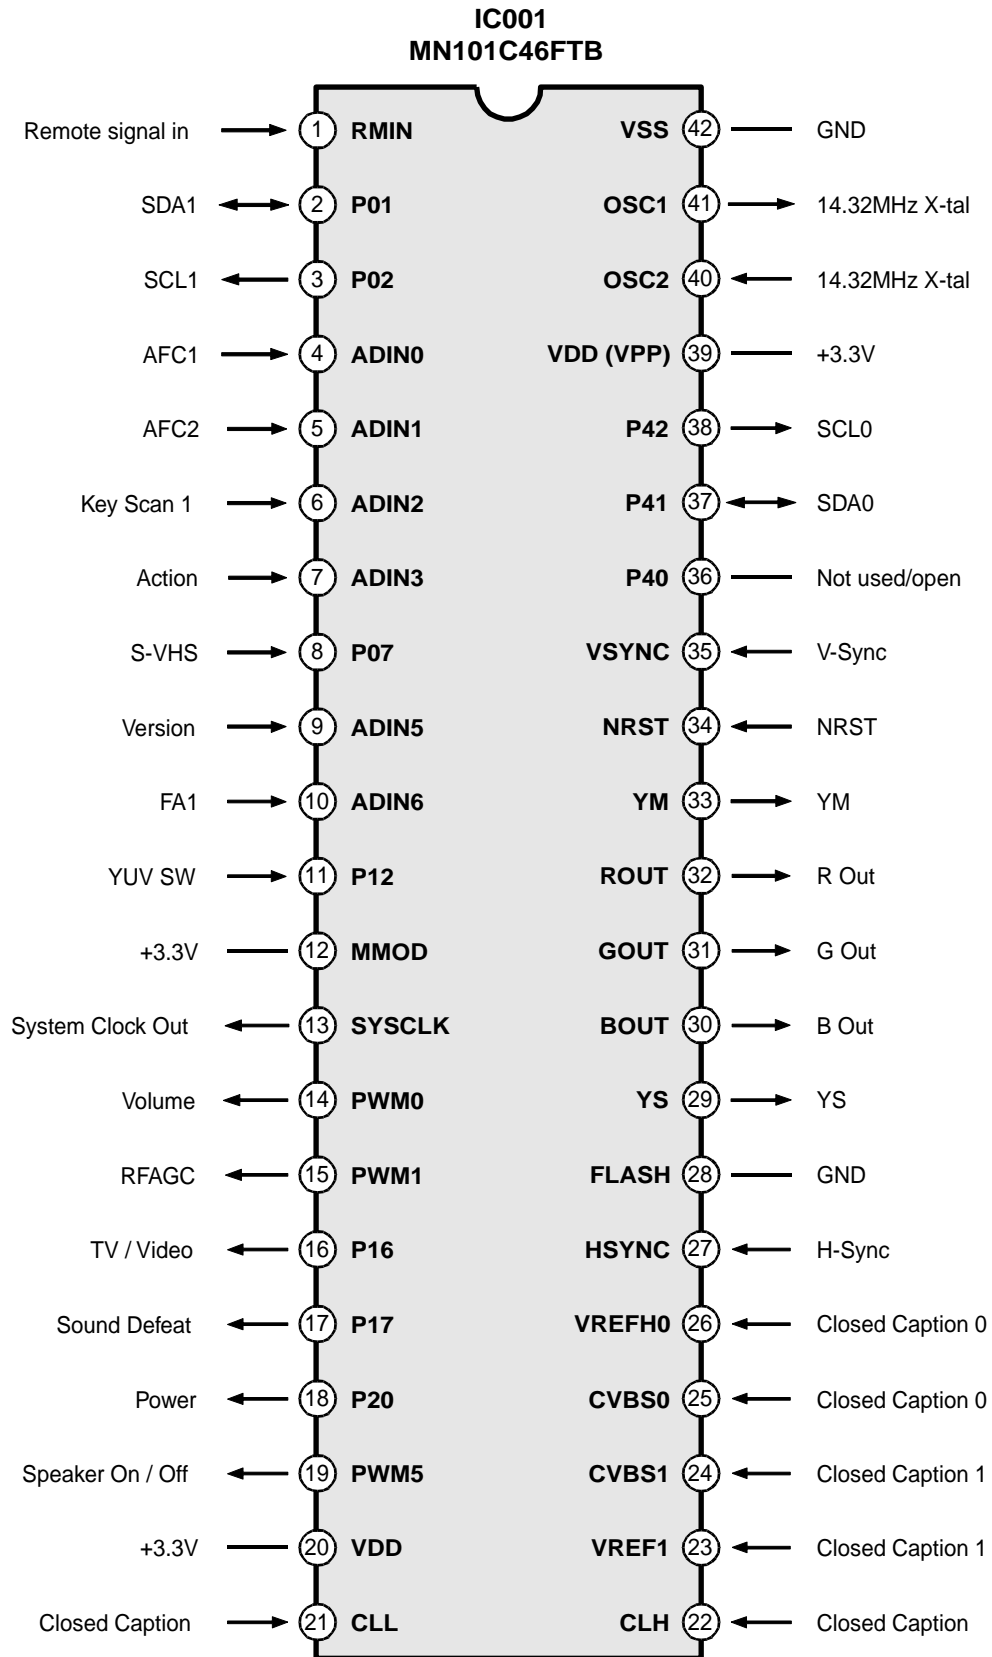 IC001
MN101C46FTB
Remote signal in 1 RMIN VSS 42 GND
SDA1 2 P01 OSC1 41 14.32MHz X-tal
SCL1 3 P02 OSC2 40 14.32MHz X-tal
AFC1 4 ADIN0 VDD (VPP) 39 +3.3V
AFC2 5 ADIN1 P42 38 SCL0
Key Scan 1 6 ADIN2 P41 37 SDA0
Action 7 ADIN3 P40 36 Not used/open
S-VHS 8 P07 VSYNC 35 V-Sync
Version 9 ADIN5 NRST 34 NRST
FA1 10 ADIN6 YM 33 YM
YUV SW 11 P12 ROUT 32 R Out
+3.3V 12 MMOD GOUT 31 G Out
System Clock Out 13 SYSCLK BOUT 30 B Out
Volume 14 PWM0 YS 29 YS
RFAGC 15 PWM1 FLASH 28 GND
TV / Video 16 P16 HSYNC 27 H-Sync
Sound Defeat 17 P17 VREFH0 26 Closed Caption 0
Power 18 P20 CVBS0 25 Closed Caption 0
Speaker On / Off 19 PWM5 CVBS1 24 Closed Caption 1
+3.3V 20 VDD VREF1 23 Closed Caption 1
Closed Caption 21 CLL CLH 22 Closed Caption